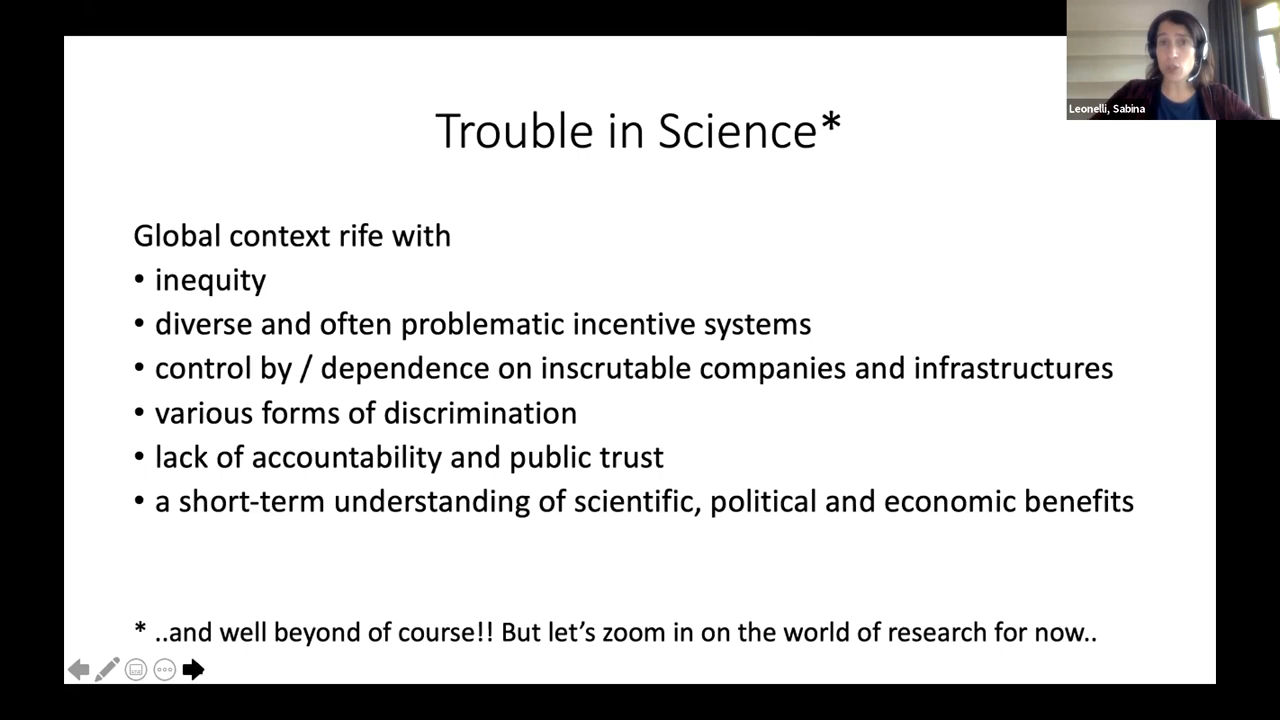 Leonelli, Sabina
Trouble in Science*
Global context rife with
• inequity
• diverse and often problematic incentive systems
• control by / dependence on inscrutable companies and infrastructures
• various forms of discrimination
• lack of accountability and public trust
• a short-term understanding of scientific, political and economic benefits
* ..and well beyond of course!! But let’s zoom in on the world of research for now..